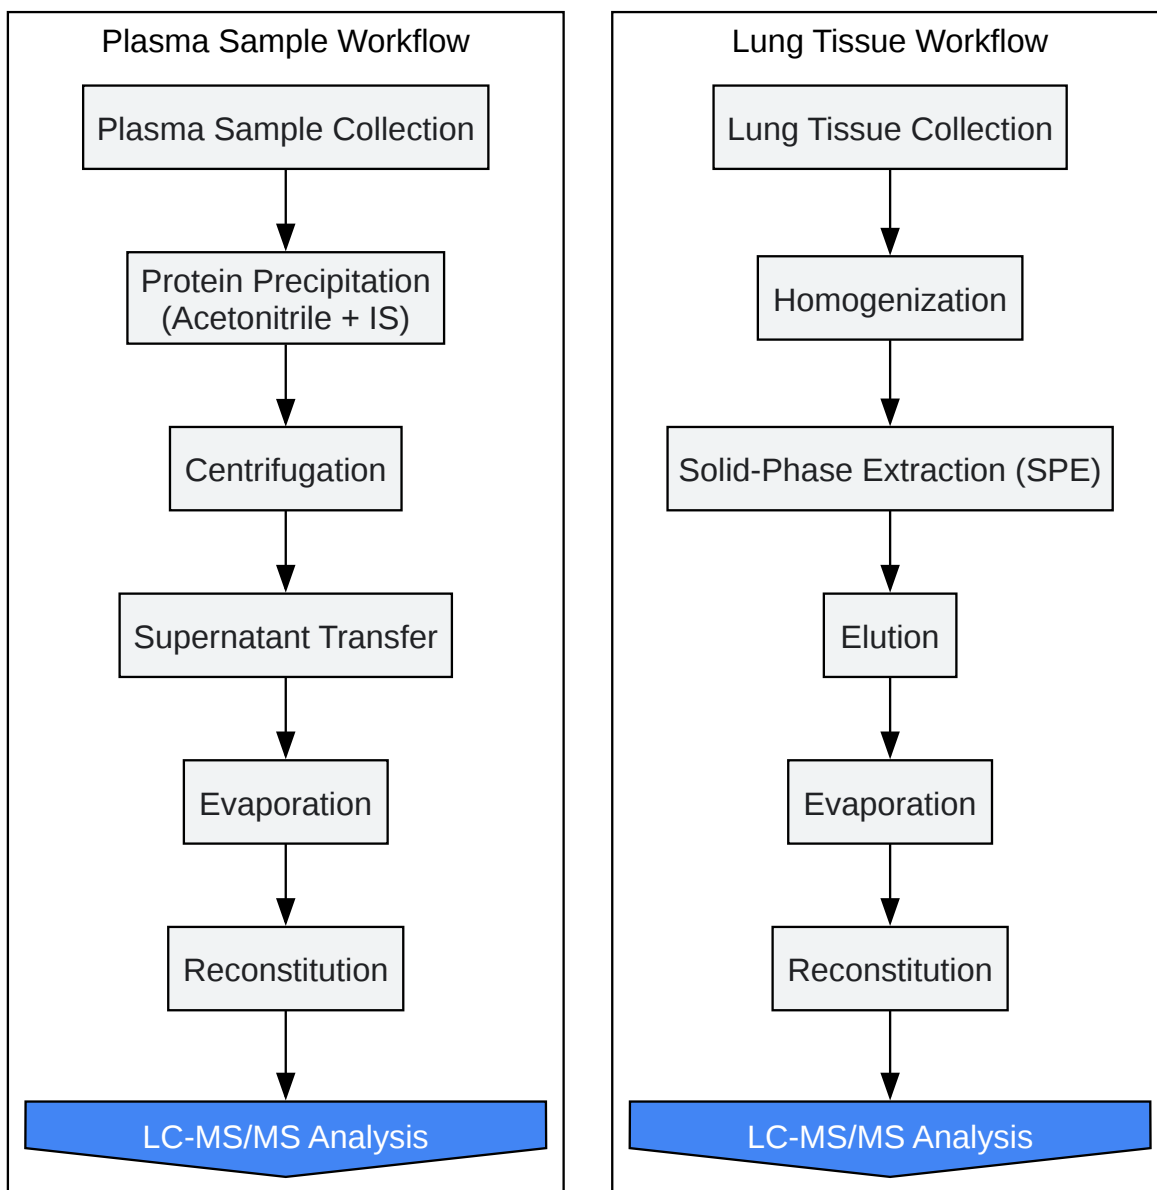 Plasma Sample Workflow
Plasma Sample Collection
Protein Precipitation
(Acetonitrile + IS)
Centrifugation
Supernatant Transfer
Evaporation
Reconstitution
LC-MS/MS Analysis
Lung Tissue Workflow
Lung Tissue Collection
Homogenization
Solid-Phase Extraction (SPE)
Elution
Evaporation
Reconstitution
LC-MS/MS Analysis